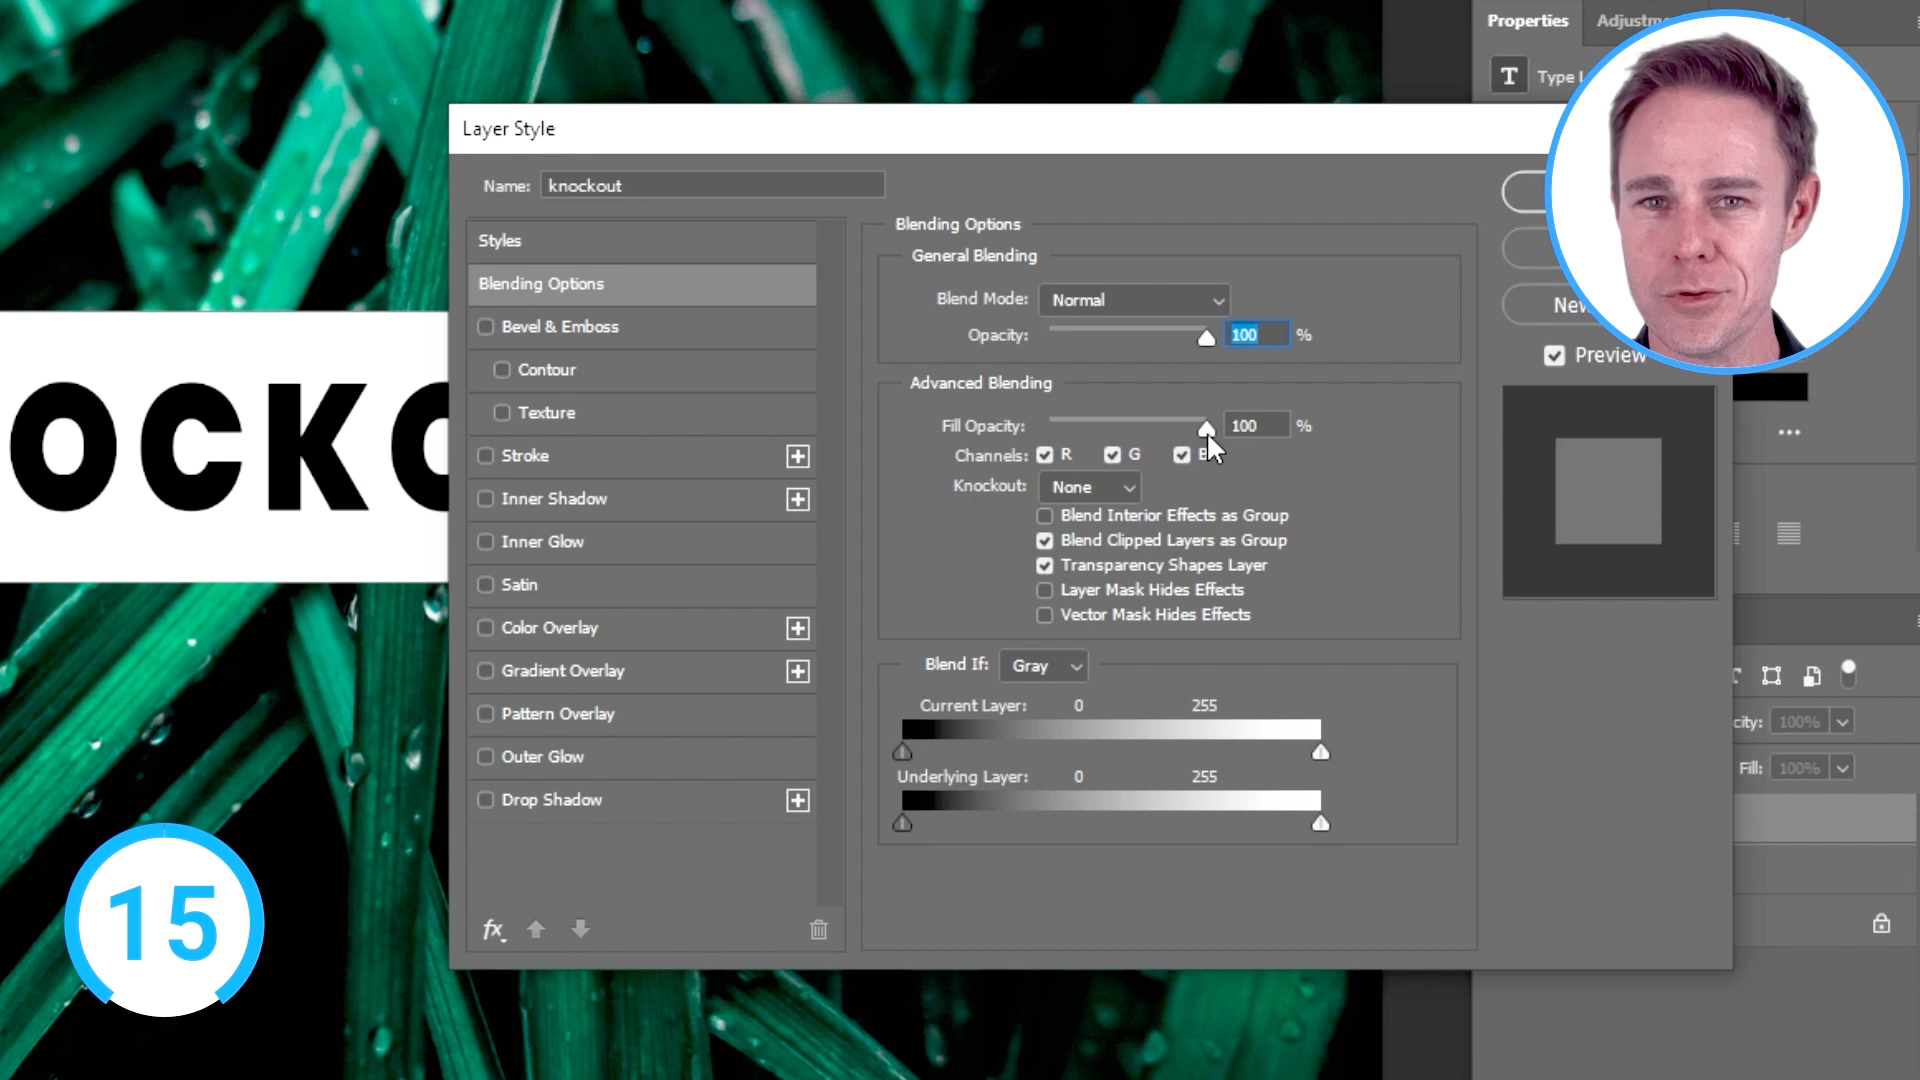 Properties
Type
Layer Style
Name: knockout
Styles
Blending Options
Bevel & Emboss
Contour
Texture
Stroke
Inner Shadow
Inner Glow
Satin
Color Overlay
Gradient Overlay
Pattern Overlay
Outer Glow
Drop Shadow
fx
Blending Options
General Blending
Blend Mode: Normal
Opacity: 100 %
Advanced Blending
Fill Opacity: 100 %
Channels: R G
Knockout: None
Blend Interior Effects as Group
Blend Clipped Layers as Group
Transparency Shapes Layer
Layer Mask Hides Effects
Vector Mask Hides Effects
Blend If: Gray
Current Layer: 0 255
Underlying Layer: 0 255
Preview
100%
Fill: 100%
OCK
15